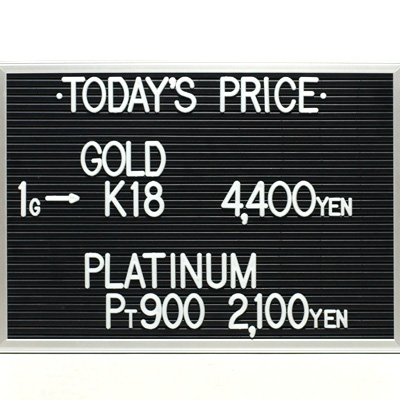 ·TODAY'S PRICE·
GOLD
1G→ K18 4,400YEN
PLATINUM
PT900 2,100YEN